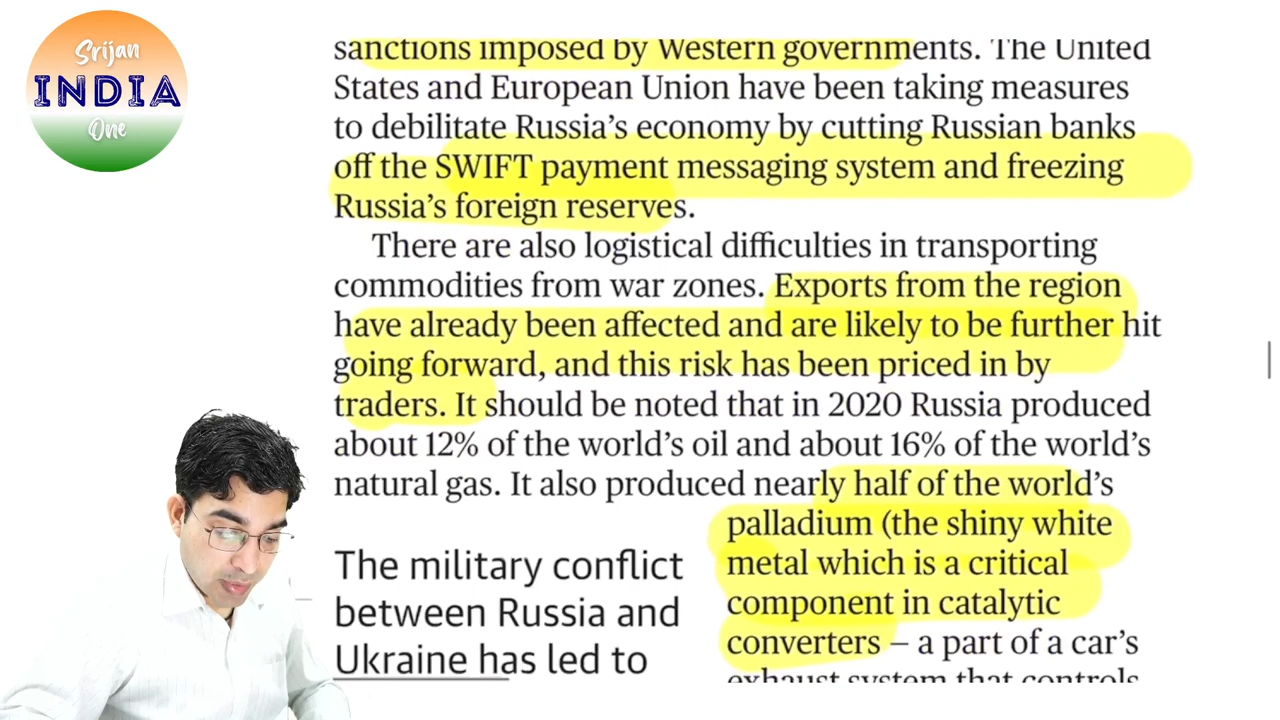 Srijan
INDIA
One
sanctions imposed by Western governments. The United
States and European Union have been taking measures
to debilitate Russia's economy by cutting Russian banks
off the SWIFT payment messaging system and freezing
Russia's foreign reserves.
There are also logistical difficulties in transporting
commodities from war zones. Exports from the region
have already been affected and are likely to be further hit
going forward, and this risk has been priced in by
traders. It should be noted that in 2020 Russia produced
about 12% of the world's oil and about 16% of the world's
natural gas. It also produced nearly half of the world's
palladium (the shiny white
metal which is a critical
component in catalytic
converters – a part of a car's
exhaust system that controls
The military conflict
between Russia and
Ukraine has led to